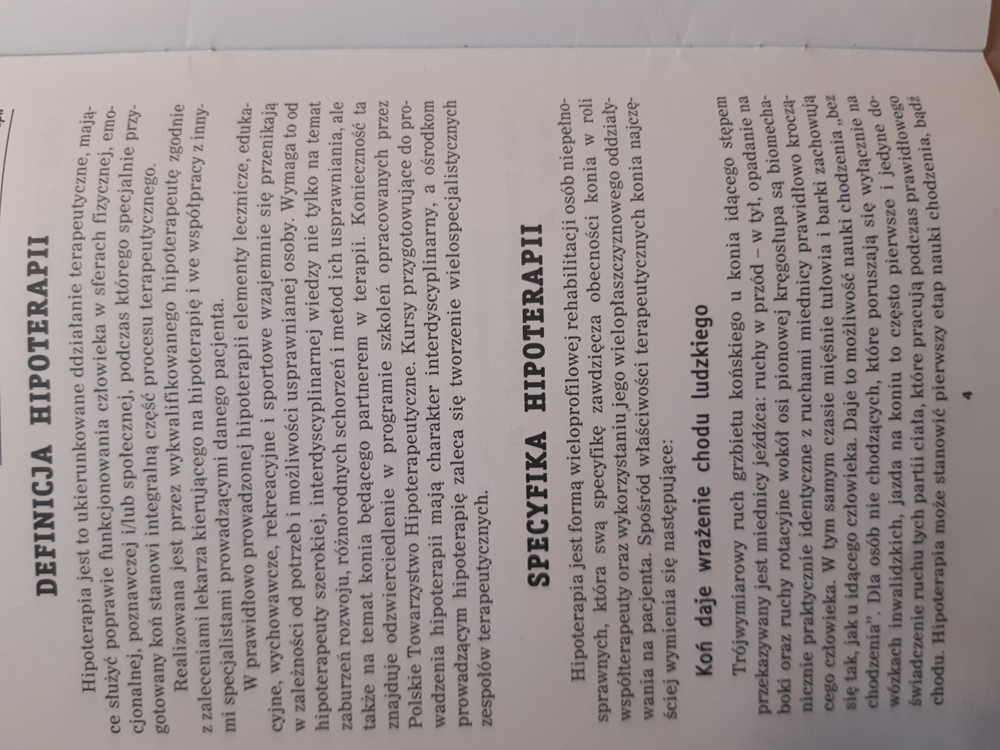 DEFINICJA HIPOTERAPII
Hipoterapia jest to ukierunkowane ddziałanie terapeutyczne, mają-
ce służyć poprawie funkcjonowania człowieka w sferach fizycznej, emo-
cjonalnej, poznawczej i/lub społecznej, podczas którego specjalnie przy-
gotowany koń stanowi integralną część procesu terapeutycznego.
Realizowana jest przez wykwalifikowanego hipoterapeutę zgodnie
z zaleceniami lekarza kierującego na hipoterapię i we współpracy z inny-
mi specjalistami prowadzącymi danego pacjenta.
W prawidłowo prowadzonej hipoterapii elementy lecznicze, eduka-
cyjne, wychowawcze, rekreacyjne i sportowe wzajemnie się przenikają
w zależności od potrzeb i możliwości usprawnianej osoby. Wymaga to od
hipoterapeuty szerokiej, interdyscyplinarnej wiedzy nie tylko na temat
zaburzeń rozwoju, różnorodnych schorzeń i metod ich usprawniania, ale
także na temat konia będącego partnerem w terapii. Konieczność ta
znajduje odzwierciedlenie w programie szkoleń opracowanych przez
Polskie Towarzystwo Hipoterapeutyczne. Kursy przygotowujące do pro-
wadzenia hipoterapii mają charakter interdyscyplinarny, a ośrodkom
prowadzącym hipoterapię zaleca się tworzenie wielospecjalistycznych
zespołów terapeutycznych.
SPECYFIKA HIPOTERAPII
Hipoterapia jest formą wieloprofilowej rehabilitacji osób niepełno-
sprawnych, która swą specyfikę zawdzięcza obecności konia w roli
współterapeuty oraz wykorzystaniu jego wielopłaszczyznowego oddziały-
wania na pacjenta. Spośród właściwości terapeutycznych konia najczę-
ściej wymienia się następujące:
Koń daje wrażenie chodu ludzkiego
Trójwymiarowy ruch grzbietu końskiego u konia idącego stępem
przekazywany jest miednicy jeźdźca: ruchy w przód – w tył, opadanie na
boki oraz ruchy rotacyjne wokół osi pionowej kręgosłupa są biomecha-
nicznie praktycznie identyczne z ruchami miednicy prawidłowo kroczą-
cego człowieka. W tym samym czasie mięśnie tułowia i barki zachowują
się tak, jak u idącego człowieka. Daje to możliwość nauki chodzenia „bez
chodzenia”. Dla osób nie chodzących, które poruszają się wyłącznie na
wózkach inwalidzkich, jazda na koniu to często pierwsze i jedyne do-
świadczenie ruchu tych partii ciała, które pracują podczas prawidłowego
chodu. Hipoterapia może stanowić pierwszy etap nauki chodzenia, bądź
4